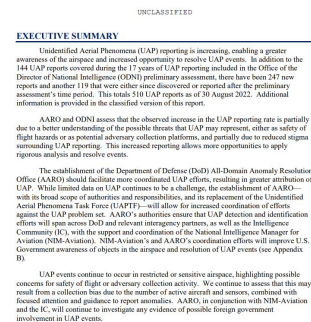 UNCLASSIFIED
EXECUTIVE SUMMARY
Unidentified Aerial Phenomena (UAP) reporting is increasing, enabling a greater
awareness of the airspace and increased opportunity to resolve UAP events. In addition to the
144 UAP reports covered during the 17 years of UAP reporting included in the Office of the
Director of National Intelligence (ODNI) preliminary assessment, there have been 247 new
reports and another 119 that were either since discovered or reported after the preliminary
assessment's time period. This totals 510 UAP reports as of 30 August 2022. Additional
information is provided in the classified version of this report.
AARO and ODNI assess that the observed increase in the UAP reporting rate is partially
due to a better understanding of the possible threats that UAP may represent, either as safety of
flight hazards or as potential adversary collection platforms, and partially due to reduced stigma
surrounding UAP reporting. This increased reporting allows more opportunities to apply
rigorous analysis and resolve events.
The establishment of the Department of Defense (DoD) All-Domain Anomaly Resolution
Office (AARO) should facilitate more coordinated UAP efforts, resulting in greater attribution of
UAP. While limited data on UAP continues to be a challenge, the establishment of AARO—
with its broad scope of authorities and responsibilities, and its replacement of the Unidentified
Aerial Phenomena Task Force (UAPTF)—will allow for increased coordination of efforts
against the UAP problem set. AARO's authorities ensure that UAP detection and identification
efforts will span across DoD and relevant interagency partners, as well as the Intelligence
Community (IC), with the support and coordination of the National Intelligence Manager for
Aviation (NIM-Aviation). NIM-Aviation's and AARO's coordination efforts will improve U.S.
Government awareness of objects in the airspace and resolution of UAP events (see Appendix
B).
UAP events continue to occur in restricted or sensitive airspace, highlighting possible
concerns for safety of flight or adversary collection activity. We continue to assess that this may
result from a collection bias due to the number of active aircraft and sensors, combined with
focused attention and guidance to report anomalies. AARO, in conjunction with NIM-Aviation
and the IC, will continue to investigate any evidence of possible foreign government
involvement in UAP events.